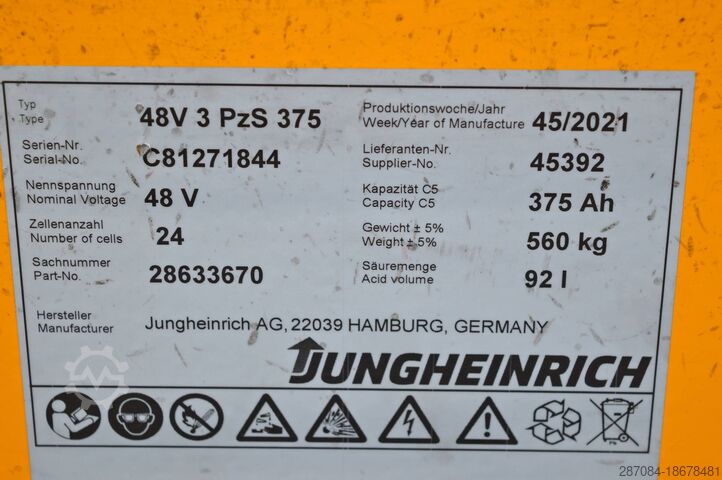 Typ
Type 48V 3 PzS 375
Serien-Nr.
Serial-No. C81271844
Nennspannung
Nominal Voltage 48 V
Zellenanzahl
Number of cells 24
Sachnummer
Part-No. 28633670
Produktionswoche/Jahr
Week/Year of Manufacture 45/2021
Lieferanten-Nr.
Supplier-No. 45392
Kapazität C5
Capacity C5 375 Ah
Gewicht ± 5%
Weight ± 5% 560 kg
Säuremenge
Acid volume 92 l
Hersteller
Manufacturer Jungheinrich AG, 22039 HAMBURG, GERMANY
JUNGHEINRICH
Pb
287084-18678481